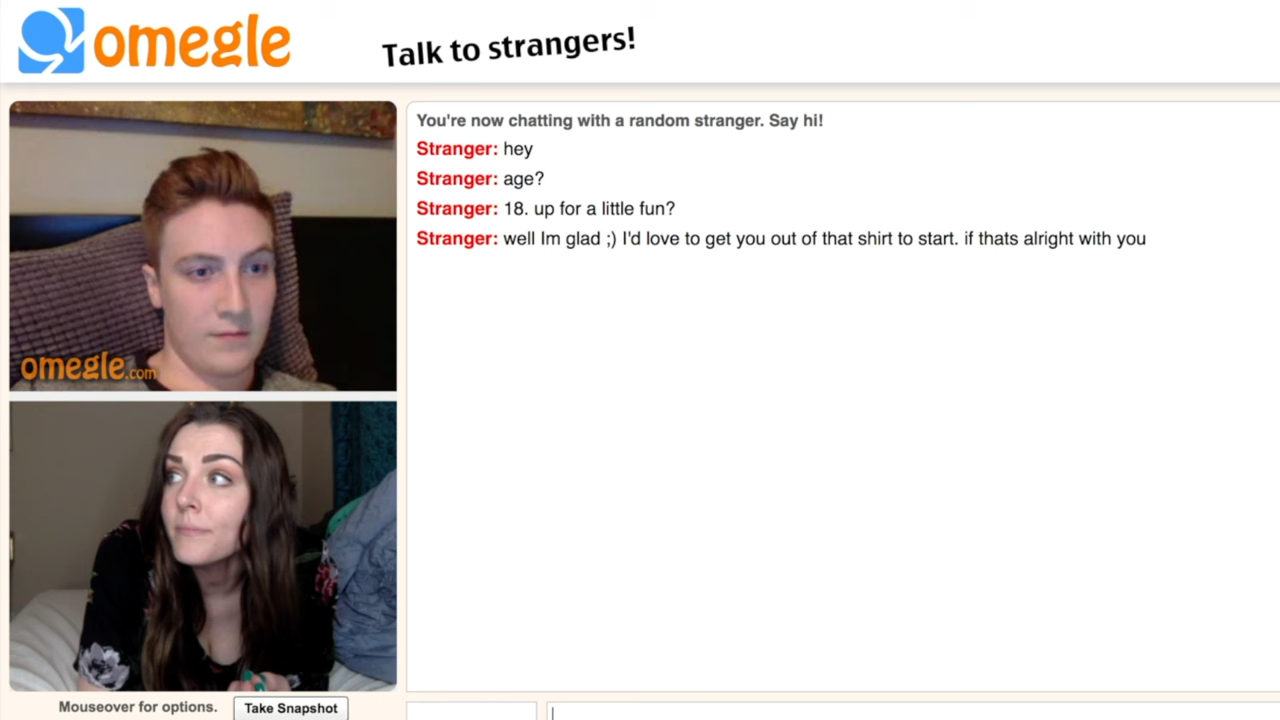 omegle
Talk to strangers!
You're now chatting with a random stranger. Say hi!
Stranger: hey
Stranger: age?
Stranger: 18. up for a little fun?
Stranger: well Im glad ;) I'd love to get you out of that shirt to start. if thats alright with you
omegle.com
Mouseover for options.
Take Snapshot